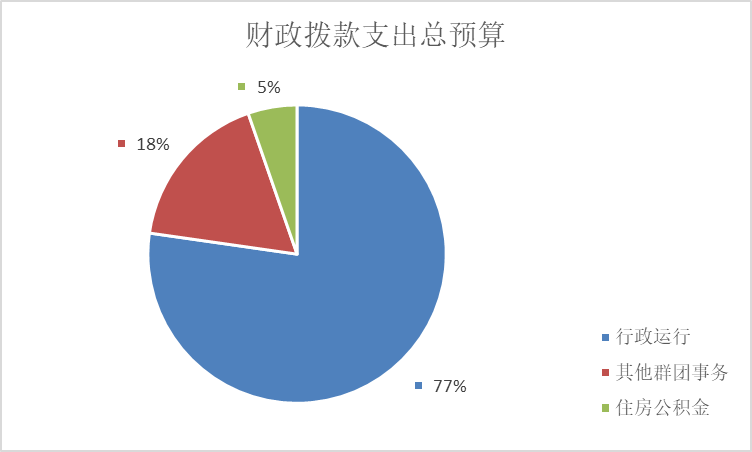 财政拨款支出总预算
5%
18%
77%
行政运行
其他群团事务
住房公积金